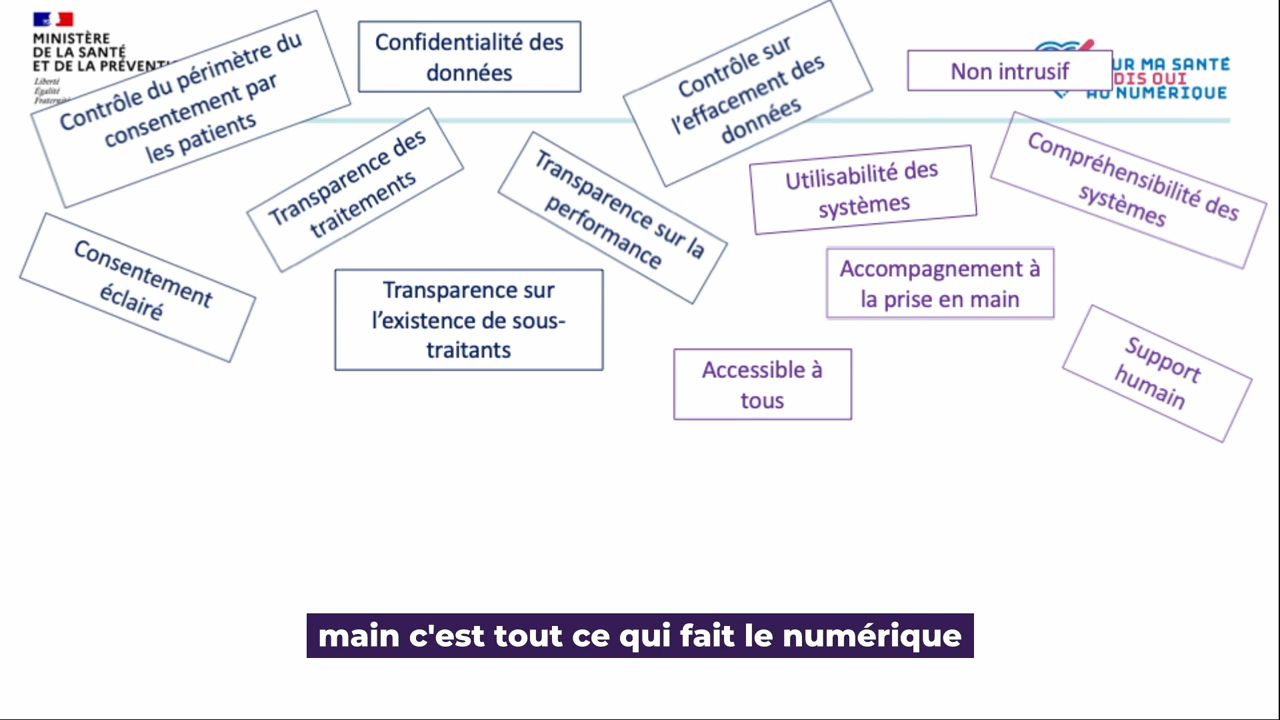 MINISTÈRE
DE LA SANTÉ
ET DE LA
Liberté
Égalité
Contrôle du périmètre du
consentement par
les patients
Confidentialité des
données
Contrôle sur
l'effacement des
données
Non intrusif
UR MA SANTÉ
DIS OUI
AU NUMÉRIQUE
Transparence des
traitements
Transparence sur la
performance
Utilisabilité des
systèmes
Compréhensibilité des
systèmes
Consentement
éclairé
Transparence sur
l’existence de sous-
traitants
Accompagnement à
la prise en main
Accessible à
tous
Support
humain
main c'est tout ce qui fait le numérique